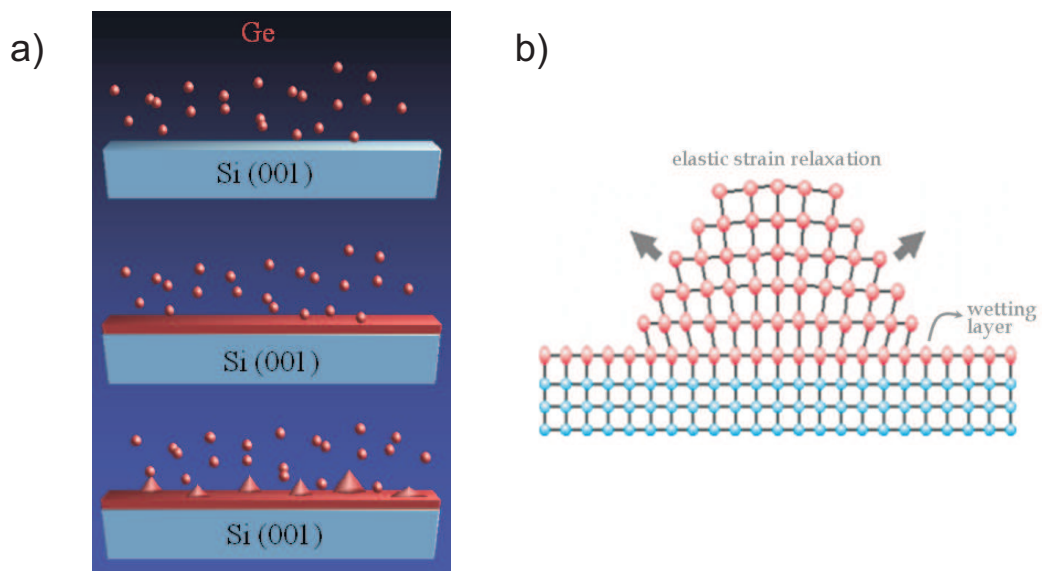 a)
Ge
Si (001)
Si (001)
Si (001)
b)
elastic strain relaxation
wetting
layer